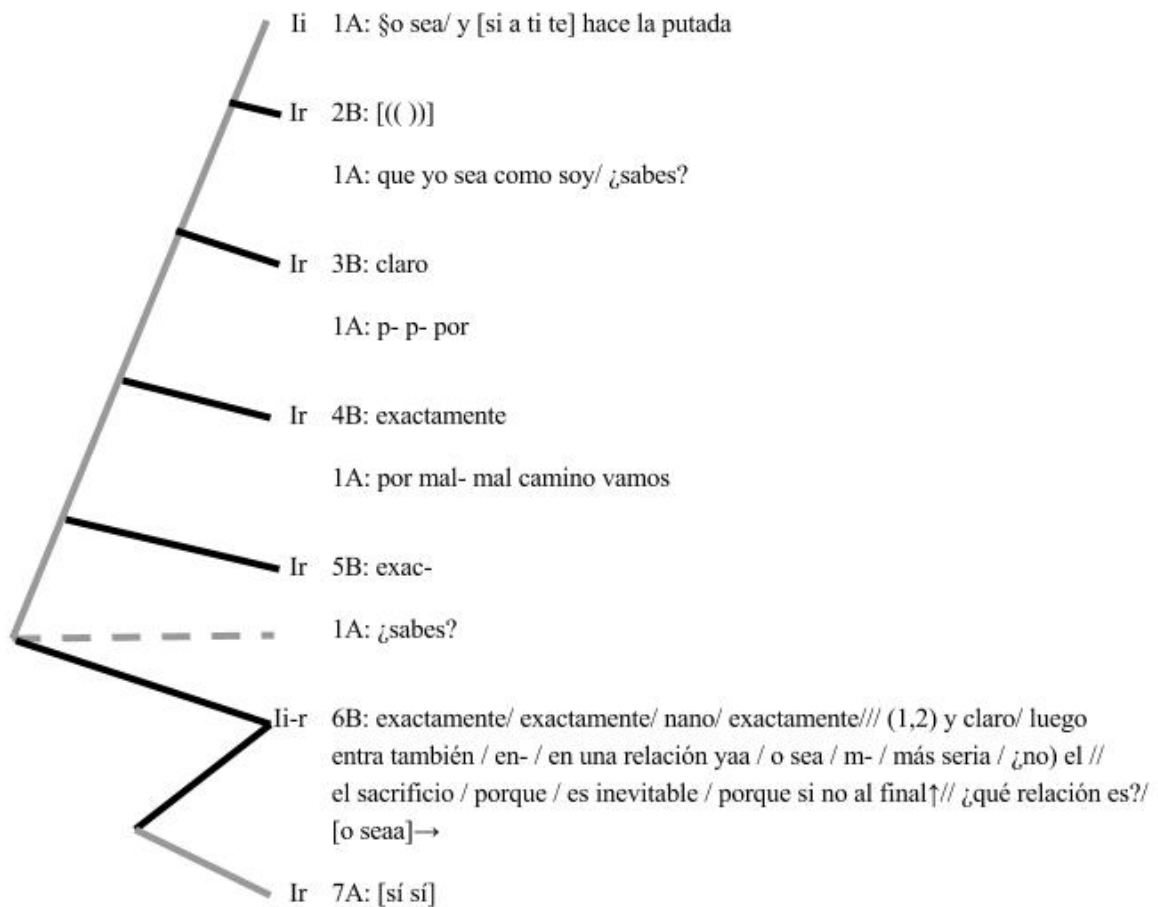 Ii 1A: §o sea/ y [si a ti te] hace la putada
Ir 2B: [(( ))]
1A: que yo sea como soy/ ¿sabes?
Ir 3B: claro
1A: p- p- por
Ir 4B: exactamente
1A: por mal- mal camino vamos
Ir 5B: exac-
1A: ¿sabes?
Ii-r 6B: exactamente/ exactamente/ nano/ exactamente/// (1,2) y claro/ luego
entra también / en- / en una relación yaa / o sea / m- / más seria / ¿no) el //
el sacrificio / porque / es inevitable / porque si no al final↑// ¿qué relación es?/
[o seaa]→
Ir 7A: [sí sí]